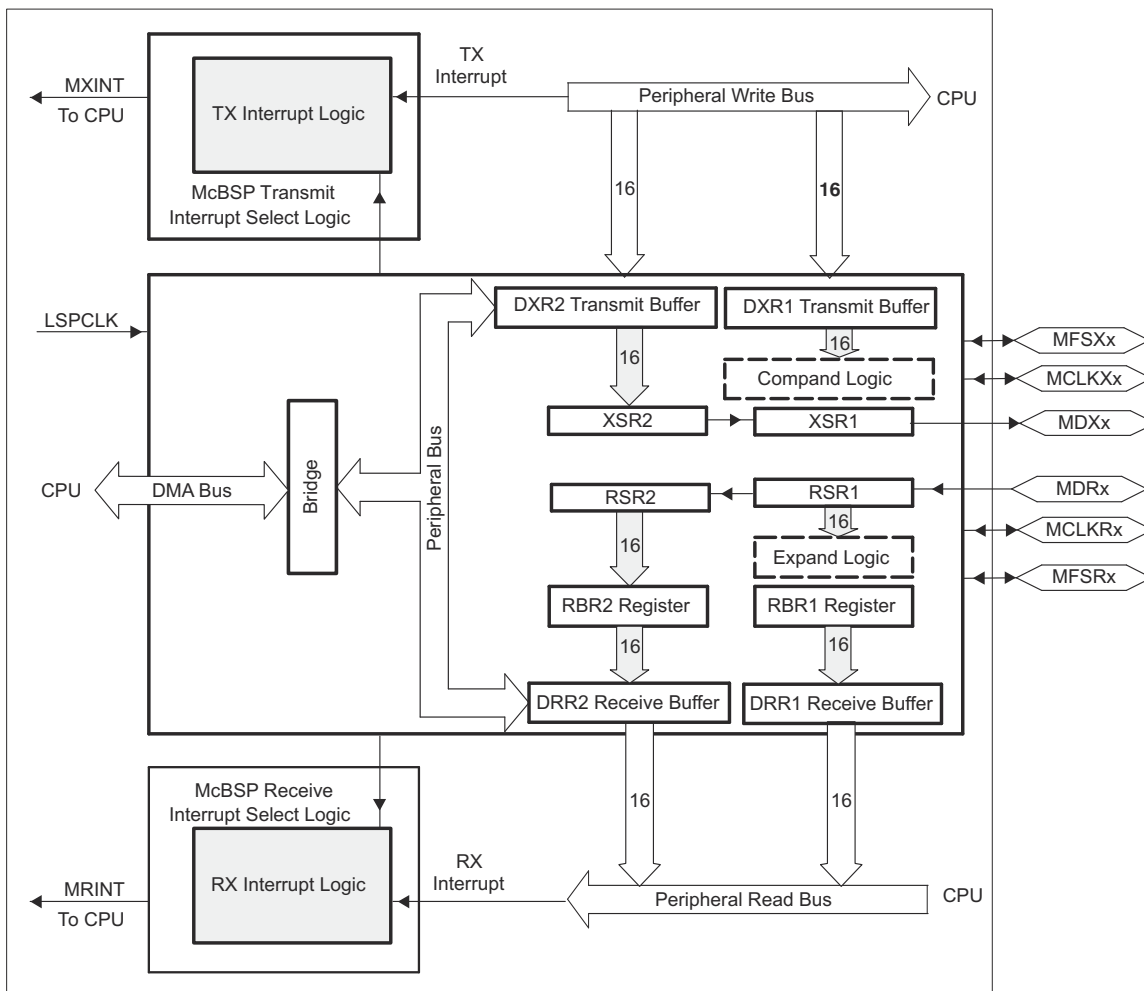 TX
Interrupt
MXINT
To CPU
TX Interrupt Logic
Peripheral Write Bus
CPU
McBSP Transmit
Interrupt Select Logic
16
16
LSPCLK
DXR2 Transmit Buffer
DXR1 Transmit Buffer
16
16
Compand Logic
XSR2
XSR1
MFSXx
MCLKXx
MDXx
CPU
DMA Bus
Bridge
Peripheral Bus
RSR2
RSR1
16
16
Expand Logic
RBR2 Register
RBR1 Register
16
16
DRR2 Receive Buffer
DRR1 Receive Buffer
MDRx
MCLKRx
MFSRx
McBSP Receive
Interrupt Select Logic
16
16
RX Interrupt Logic
RX
Interrupt
MRINT
To CPU
Peripheral Read Bus
CPU